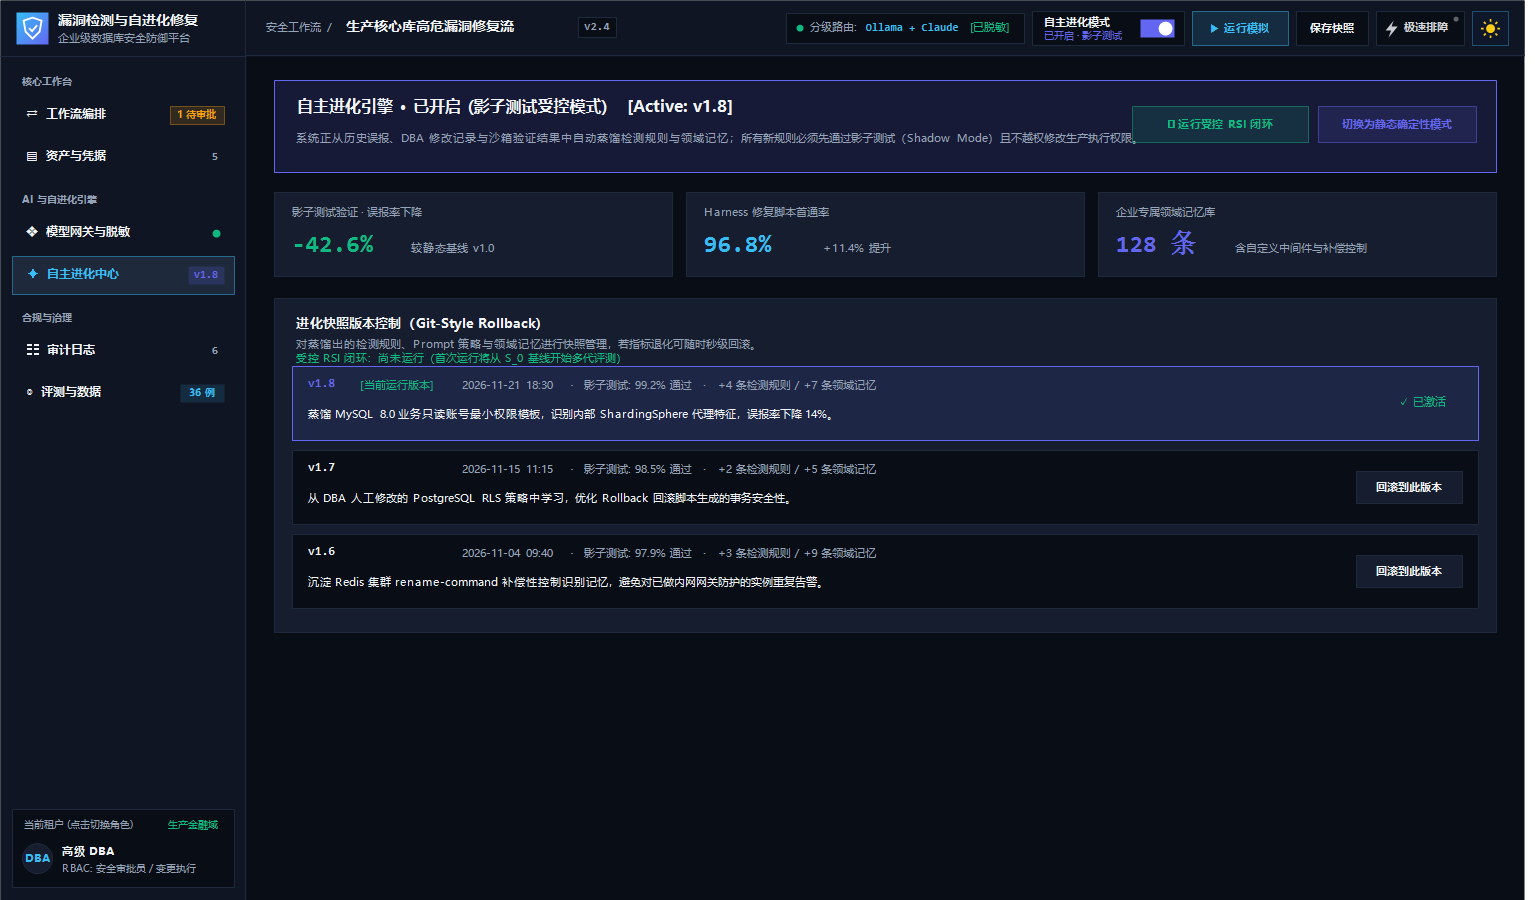 漏洞检测与自进化修复
企业级数据库安全防御平台
安全工作流 / 生产核心库高危漏洞修复流 v2.4
分级路由: Ollama + Claude [已脱敏]
自主进化模式
已开启 · 影子测试
▶ 运行模拟
保存快照
极速排障
核心工作台
工作流编排 1 待审批
资产与凭据 5
AI 与自进化引擎
模型网关与脱敏
自主进化中心 v1.8
合规与治理
审计日志 6
评测与数据 36 例
当前租户 (点击切换角色) 生产金融域
DBA
高级 DBA
RBAC: 安全审批员 / 变更执行
自主进化引擎 • 已开启 (影子测试受控模式) [Active: v1.8]
系统正从历史误报、DBA 修改记录与沙箱验证结果中自动蒸馏检测规则与领域记忆；所有新规则必须先通过影子测试（Shadow Mode）且不越权修改生产执行权限。
运行受控 RSI 闭环
切换为静态确定性模式
影子测试验证 · 误报率下降
-42.6% 较静态基线 v1.0
Harness 修复脚本首通率
96.8% +11.4% 提升
企业专属领域记忆库
128 条 含自定义中间件与补偿控制
进化快照版本控制（Git-Style Rollback）
对蒸馏出的检测规则、Prompt 策略与领域记忆进行快照管理，若指标退化可随时秒级回滚。
受控 RSI 闭环：尚未运行（首次运行将从 S_0 基线开始多代评测）
v1.8 [当前运行版本] 2026-11-21 18:30 · 影子测试: 99.2% 通过 · +4 条检测规则 / +7 条领域记忆
蒸馏 MySQL 8.0 业务只读账号最小权限模板，识别内部 ShardingSphere 代理特征，误报率下降 14%。
✓ 已激活
v1.7 2026-11-15 11:15 · 影子测试: 98.5% 通过 · +2 条检测规则 / +5 条领域记忆
从 DBA 人工修改的 PostgreSQL RLS 策略中学习，优化 Rollback 回滚脚本生成的事务安全性。
回滚到此版本
v1.6 2026-11-04 09:40 · 影子测试: 97.9% 通过 · +3 条检测规则 / +9 条领域记忆
沉淀 Redis 集群 rename-command 补偿性控制识别记忆，避免对已做内网网关防护的实例重复告警。
回滚到此版本